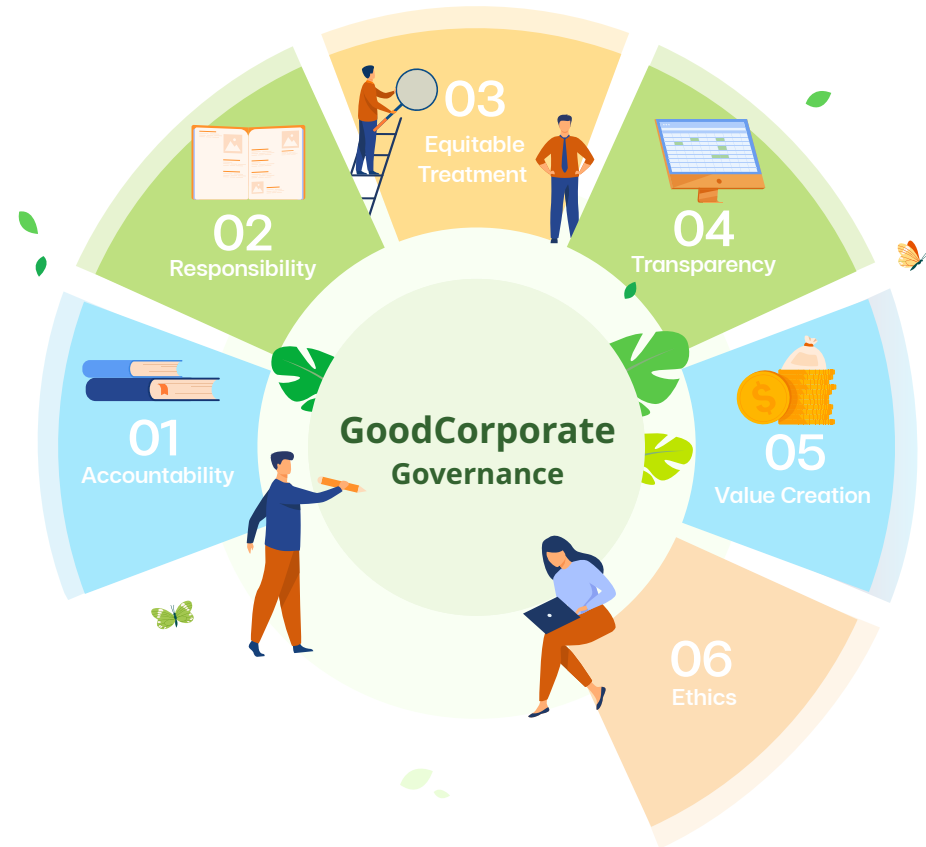 01
Accountability
02
Responsibility
03
Equitable
Treatment
04
Transparency
05
Value Creation
06
Ethics
GoodCorporate
Governance